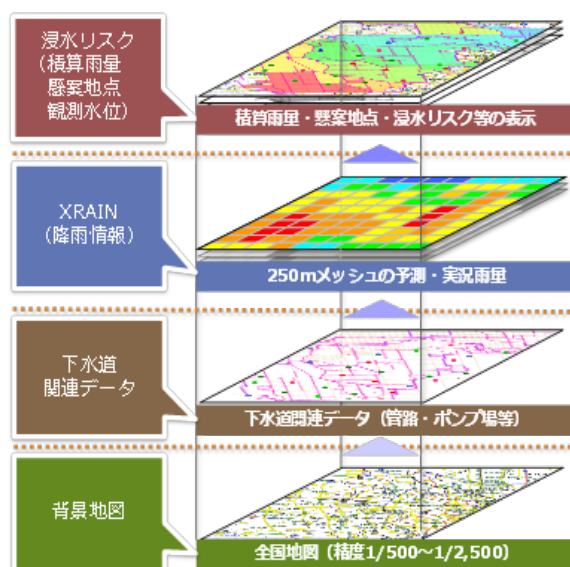 浸水リスク
(積算雨量
懸案地点
観測水位)
積算雨量・懸案地点・浸水リスク等の表示
XRAIN
(降雨情報)
250mメッシュの予測・実況雨量
下水道
関連データ
下水道関連データ(管路・ポンプ場等)
背景地図
全国地図(精度1/500~1/2,500)